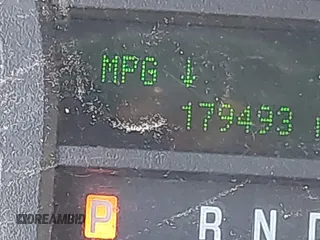 MPG ↓
179493
P R N D
DREAMBID